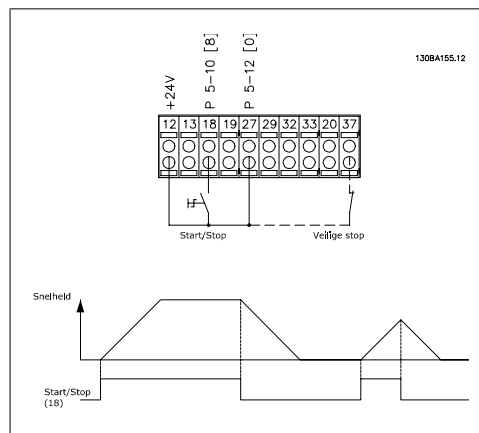 130BA155.12
+24V
P 5-10 [8]
P 5-12 [0]
12 13 18 19 27 29 32 33 20 37
Start/Stop
Veilige stop
Snelheld
Start/Stop
(18)